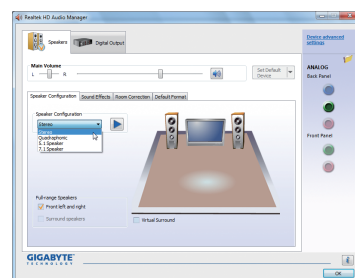 Realtek HD Audio Manager
Speakers
Digital Output
Device advanced
settings
Main Volume
L
R
Set Default
Device
ANALOG
Back Panel
Speaker Configuration
Sound Effects
Room Correction
Default Format
Speaker Configuration
Stereo
Stereo
Quadraphonic
5.1 Speaker
7.1 Speaker
Front Panel
Full-range Speakers
Front left and right
Surround speakers
Virtual Surround
GIGABYTE
TECHNOLOGY
OK